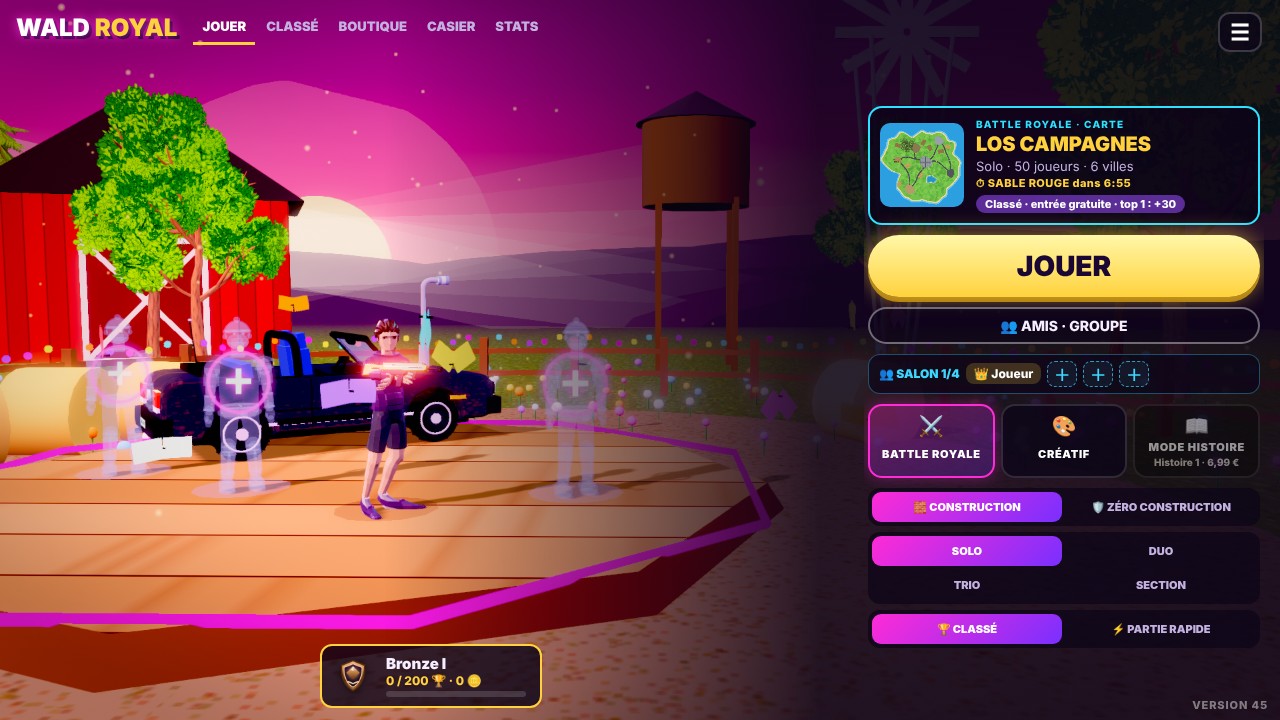 WALD ROYAL
JOUER
CLASSÉ
BOUTIQUE
CASIER
STATS
☰
BATTLE ROYALE · CARTE
LOS CAMPAGNES
Solo · 50 joueurs · 6 villes
⏱ SABLE ROUGE dans 6:55
Classé · entrée gratuite · top 1 : +30
JOUER
👥 AMIS · GROUPE
👥 SALON 1/4 👑 Joueur + + +
⚔️
BATTLE ROYALE
🎨
CRÉATIF
📖
MODE HISTOIRE
Histoire 1 · 6,99 €
🧱 CONSTRUCTION
🛡️ ZÉRO CONSTRUCTION
SOLO
DUO
TRIO
SECTION
🏆 CLASSÉ
⚡ PARTIE RAPIDE
Bronze I
0 / 200 🏆 · 0 🪙
VERSION 45